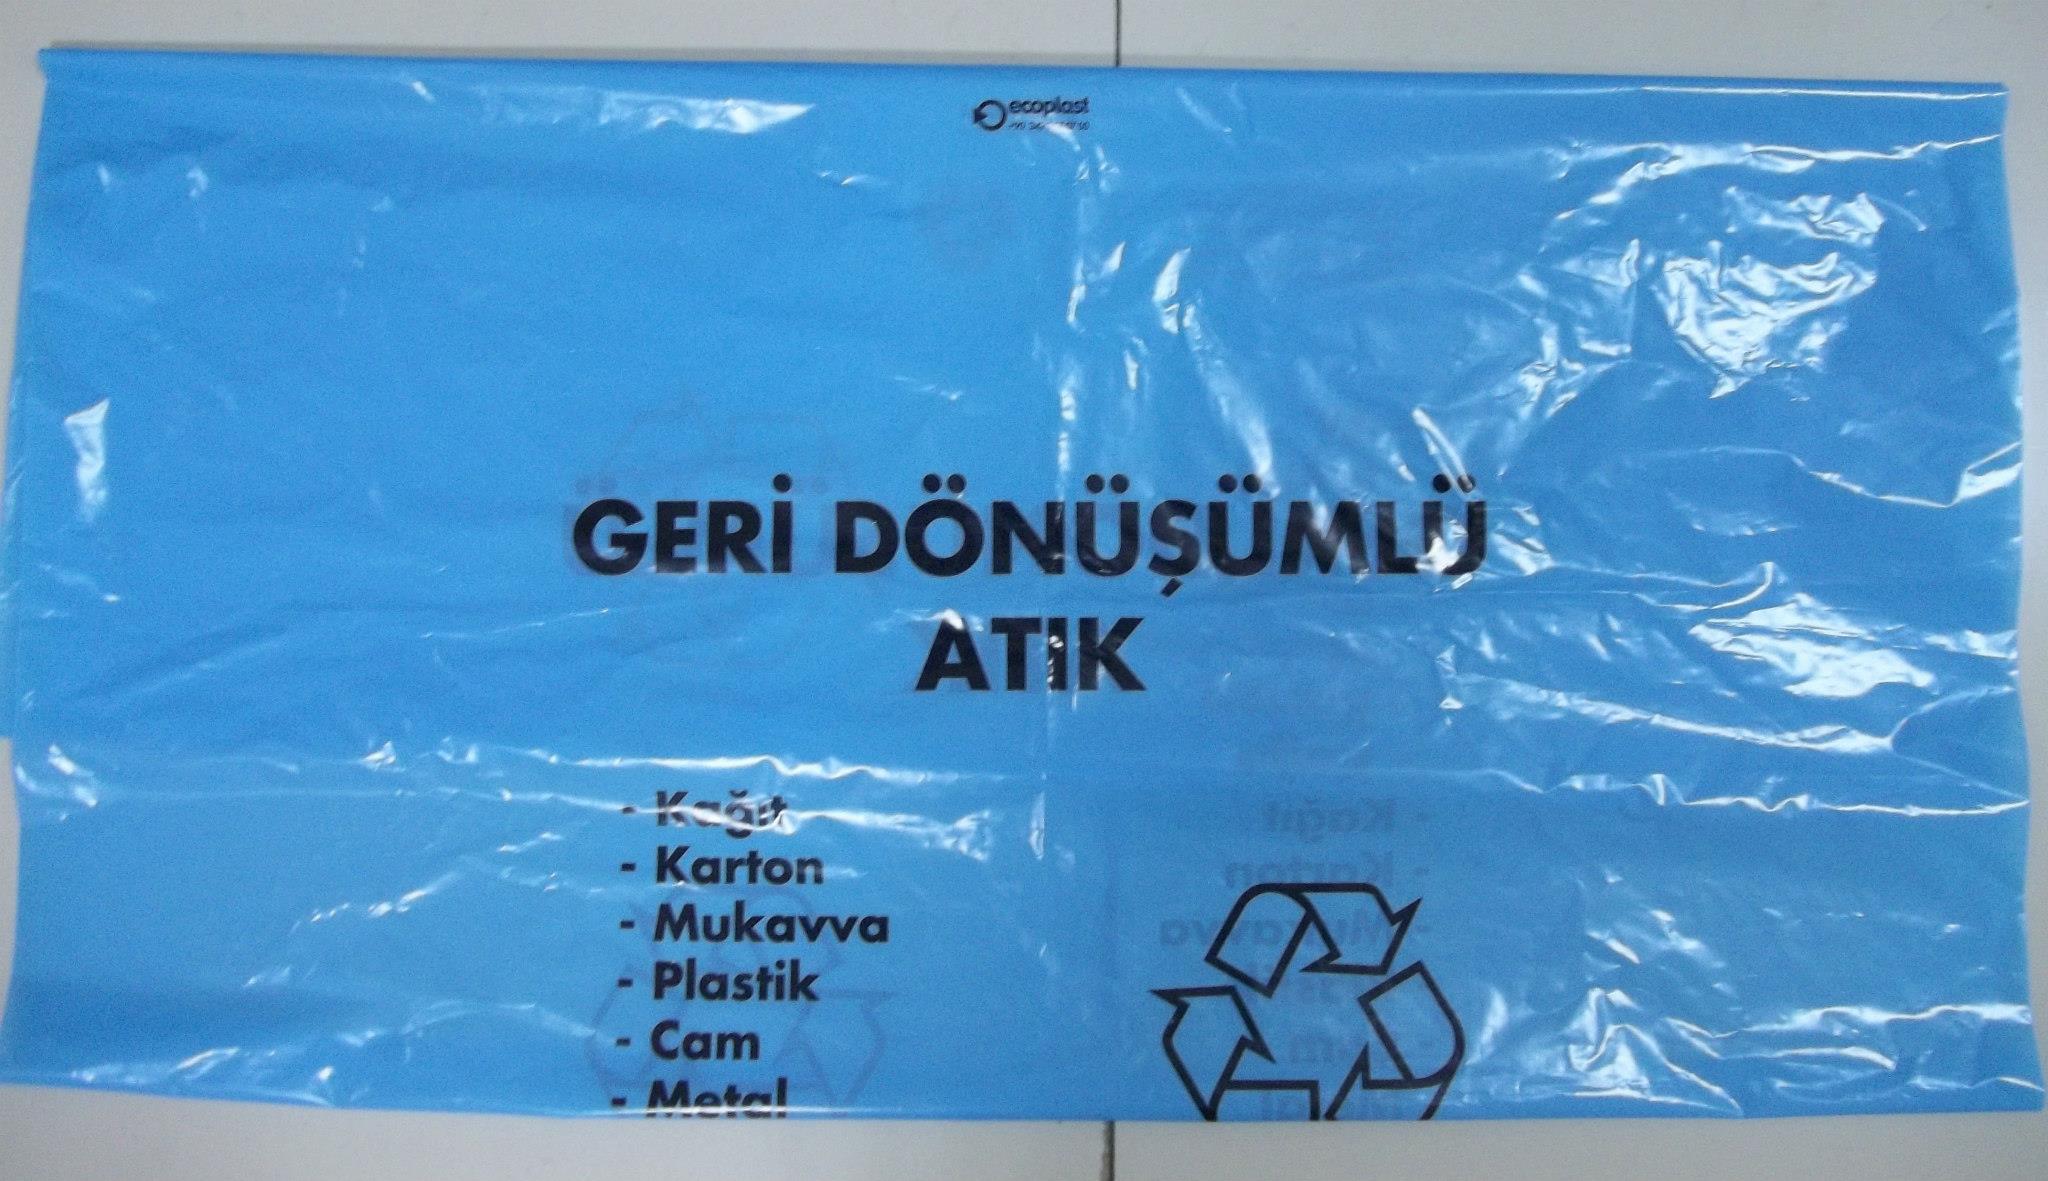 ecoplast
GERİ DÖNÜŞÜMLÜ
ATIK
- Kağıt
- Karton
- Mukavva
- Plastik
- Cam
- Metal